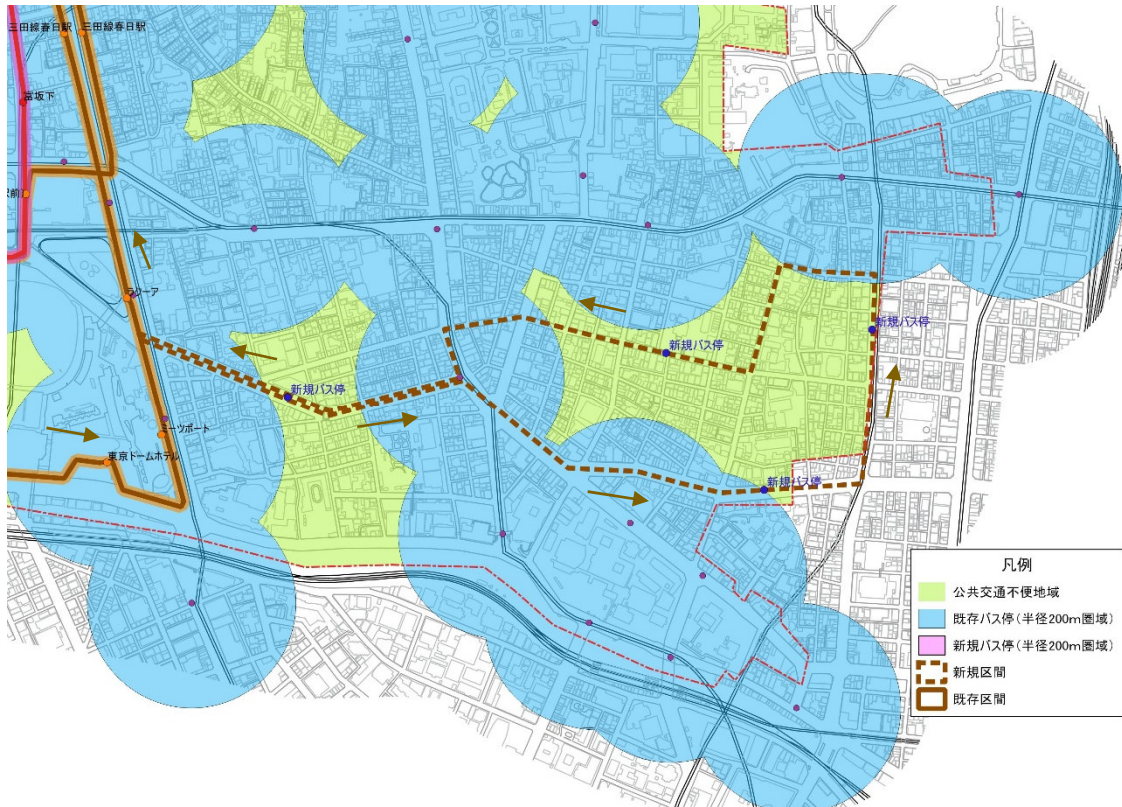 三田線春日駅
三田線春日駅
富坂下
駅前
ラクーア
新規バス停
新規バス停
新規バス停
ミーツポート
東京ドームホテル
新規バス停
凡例
公共交通不便地域
既存バス停(半径200m圏域)
新規バス停(半径200m圏域)
新規区間
既存区間